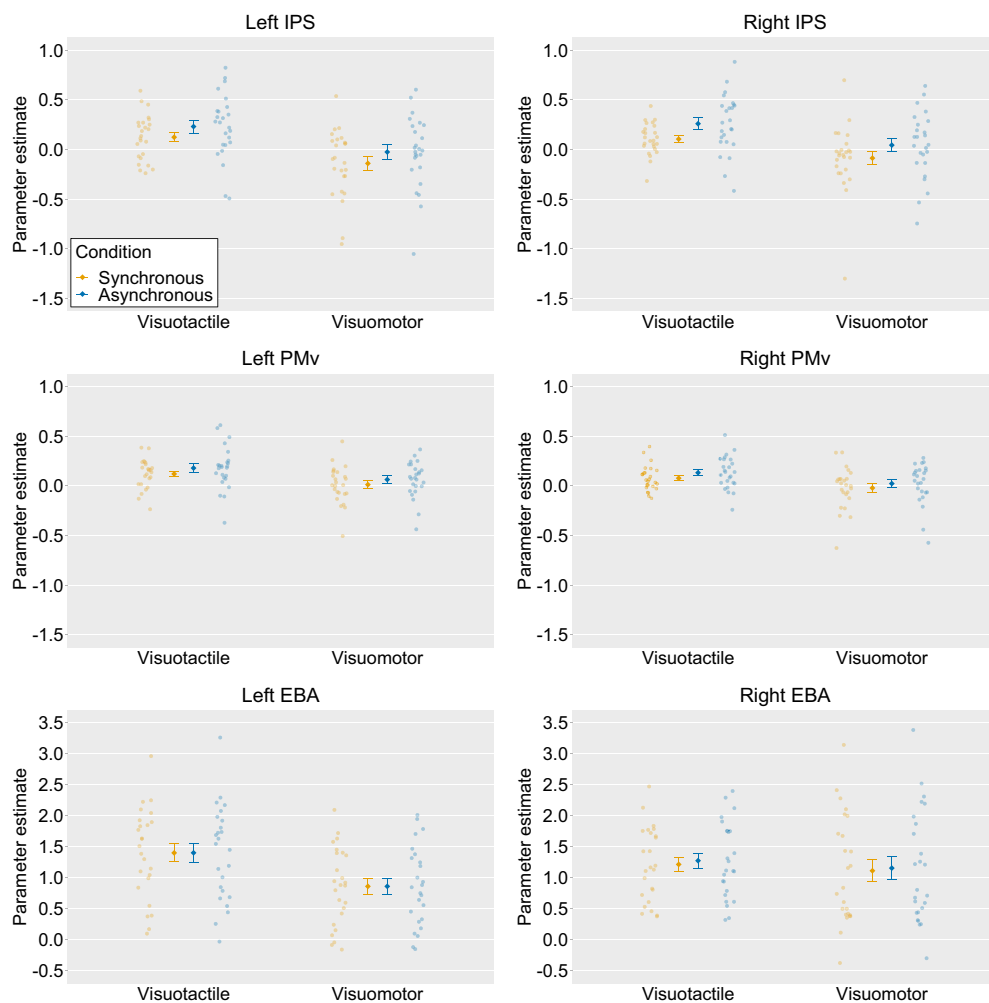 Left IPS
Right IPS
Parameter estimate
1.0
0.5
0.0
-0.5
-1.0
-1.5
Condition
Synchronous
Asynchronous
Visuotactile
Visuomotor
Parameter estimate
1.0
0.5
0.0
-0.5
-1.0
-1.5
Visuotactile
Visuomotor
Left PMv
Right PMv
Parameter estimate
1.0
0.5
0.0
-0.5
-1.0
-1.5
Visuotactile
Visuomotor
Parameter estimate
1.0
0.5
0.0
-0.5
-1.0
-1.5
Visuotactile
Visuomotor
Left EBA
Right EBA
Parameter estimate
3.5
3.0
2.5
2.0
1.5
1.0
0.5
0.0
-0.5
Visuotactile
Visuomotor
Parameter estimate
3.5
3.0
2.5
2.0
1.5
1.0
0.5
0.0
-0.5
Visuotactile
Visuomotor